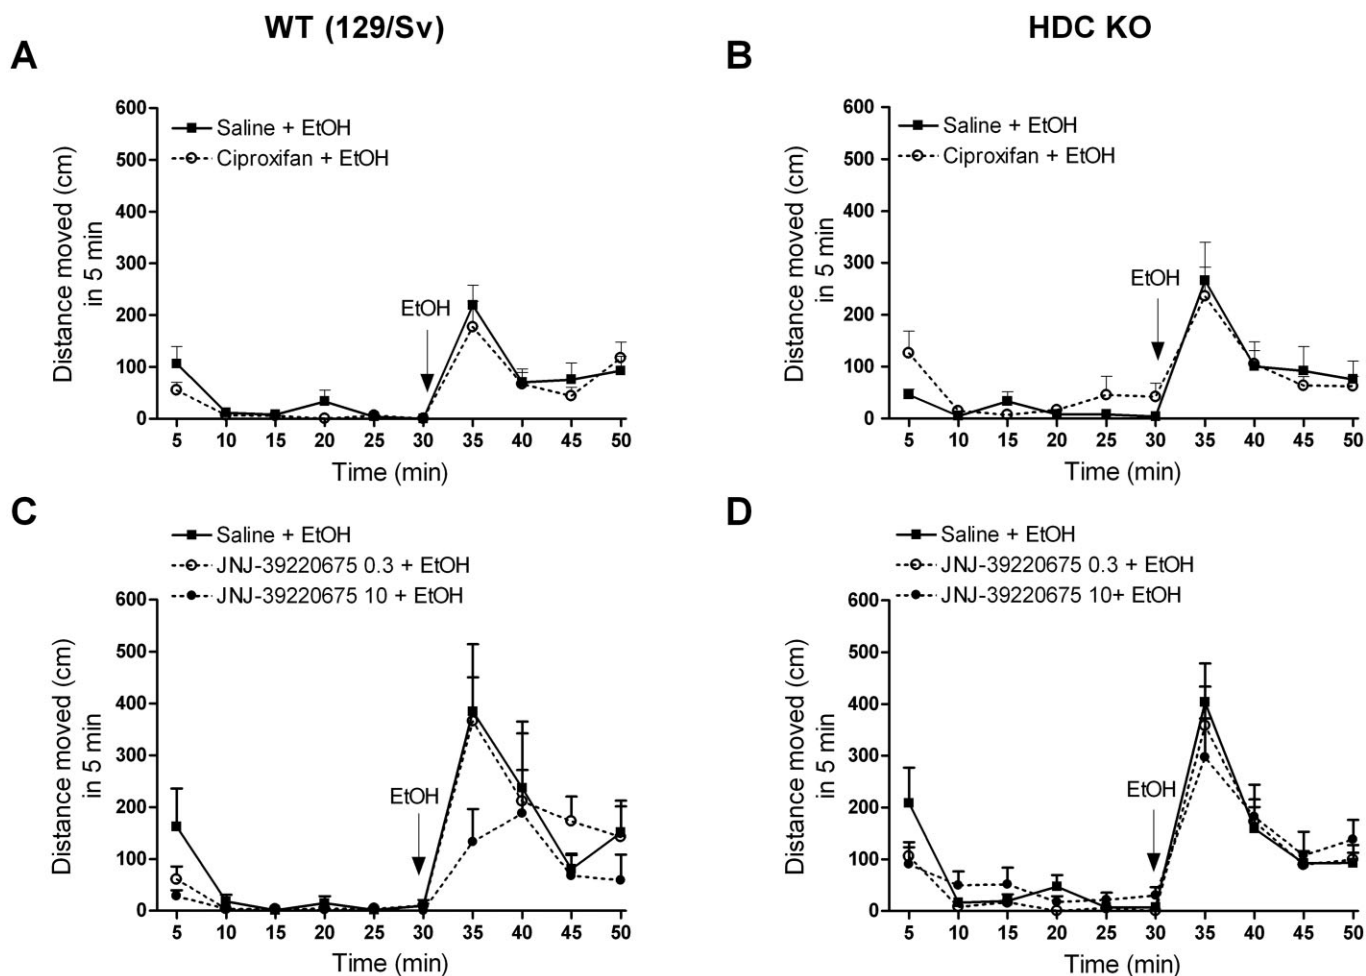 WT (129/Sv)
HDC KO
A
Distance moved (cm)
in 5 min
600
500
400
300
200
100
0
Saline + EtOH
Ciproxifan + EtOH
EtOH
5 10 15 20 25 30 35 40 45 50
Time (min)
B
Distance moved (cm)
in 5 min
600
500
400
300
200
100
0
Saline + EtOH
Ciproxifan + EtOH
EtOH
5 10 15 20 25 30 35 40 45 50
Time (min)
C
Saline + EtOH
JNJ-39220675 0.3 + EtOH
JNJ-39220675 10 + EtOH
Distance moved (cm)
in 5 min
600
500
400
300
200
100
0
EtOH
5 10 15 20 25 30 35 40 45 50
Time (min)
D
Saline + EtOH
JNJ-39220675 0.3 + EtOH
JNJ-39220675 10+ EtOH
Distance moved (cm)
in 5 min
600
500
400
300
200
100
0
EtOH
5 10 15 20 25 30 35 40 45 50
Time (min)